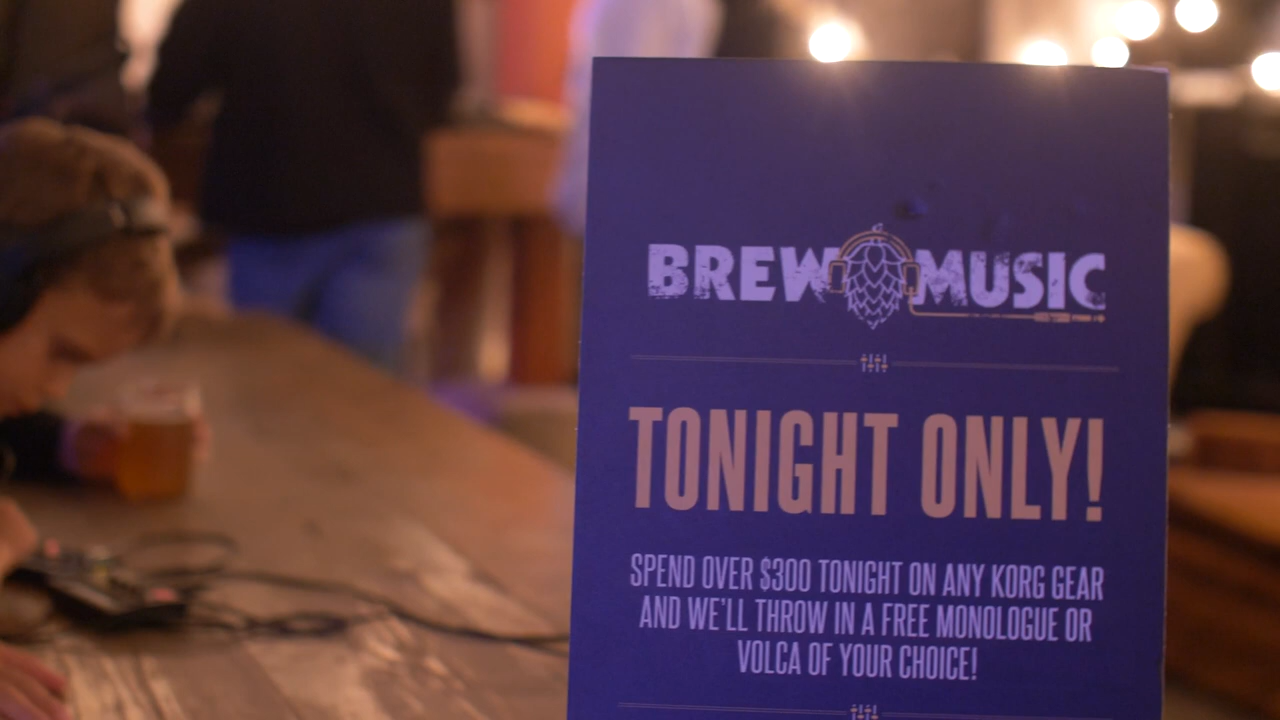 BREW MUSIC
TONIGHT ONLY!
SPEND OVER $300 TONIGHT ON ANY KORG GEAR
AND WE'LL THROW IN A FREE MONOLOGUE OR
VOLCA OF YOUR CHOICE!